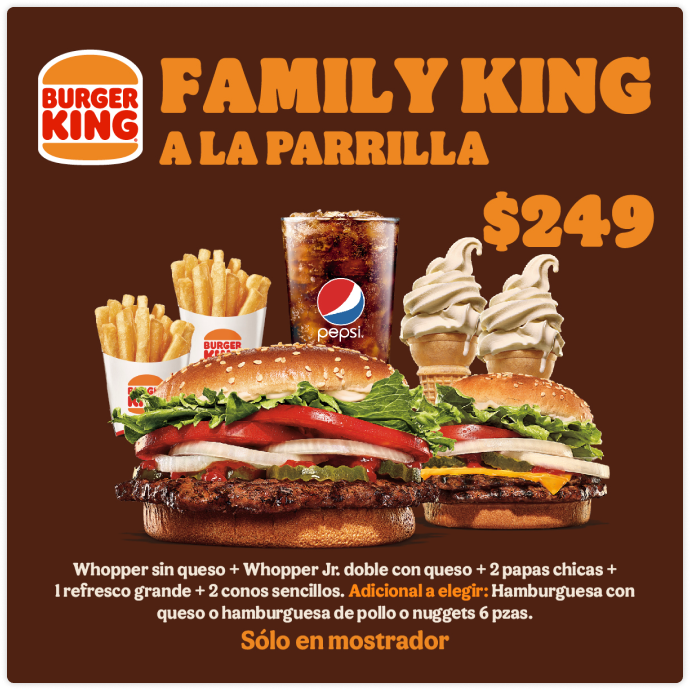 BURGER
KING
FAMILY KING
A LA PARRILLA
$249
pepsi
BURGER
KING
BURGER
KING
Whopper sin queso + Whopper Jr. doble con queso + 2 papas chicas +
1 refresco grande + 2 conos sencillos. Adicional a elegir: Hamburguesa con
queso o hamburguesa de pollo o nuggets 6 pzas.
Sólo en mostrador